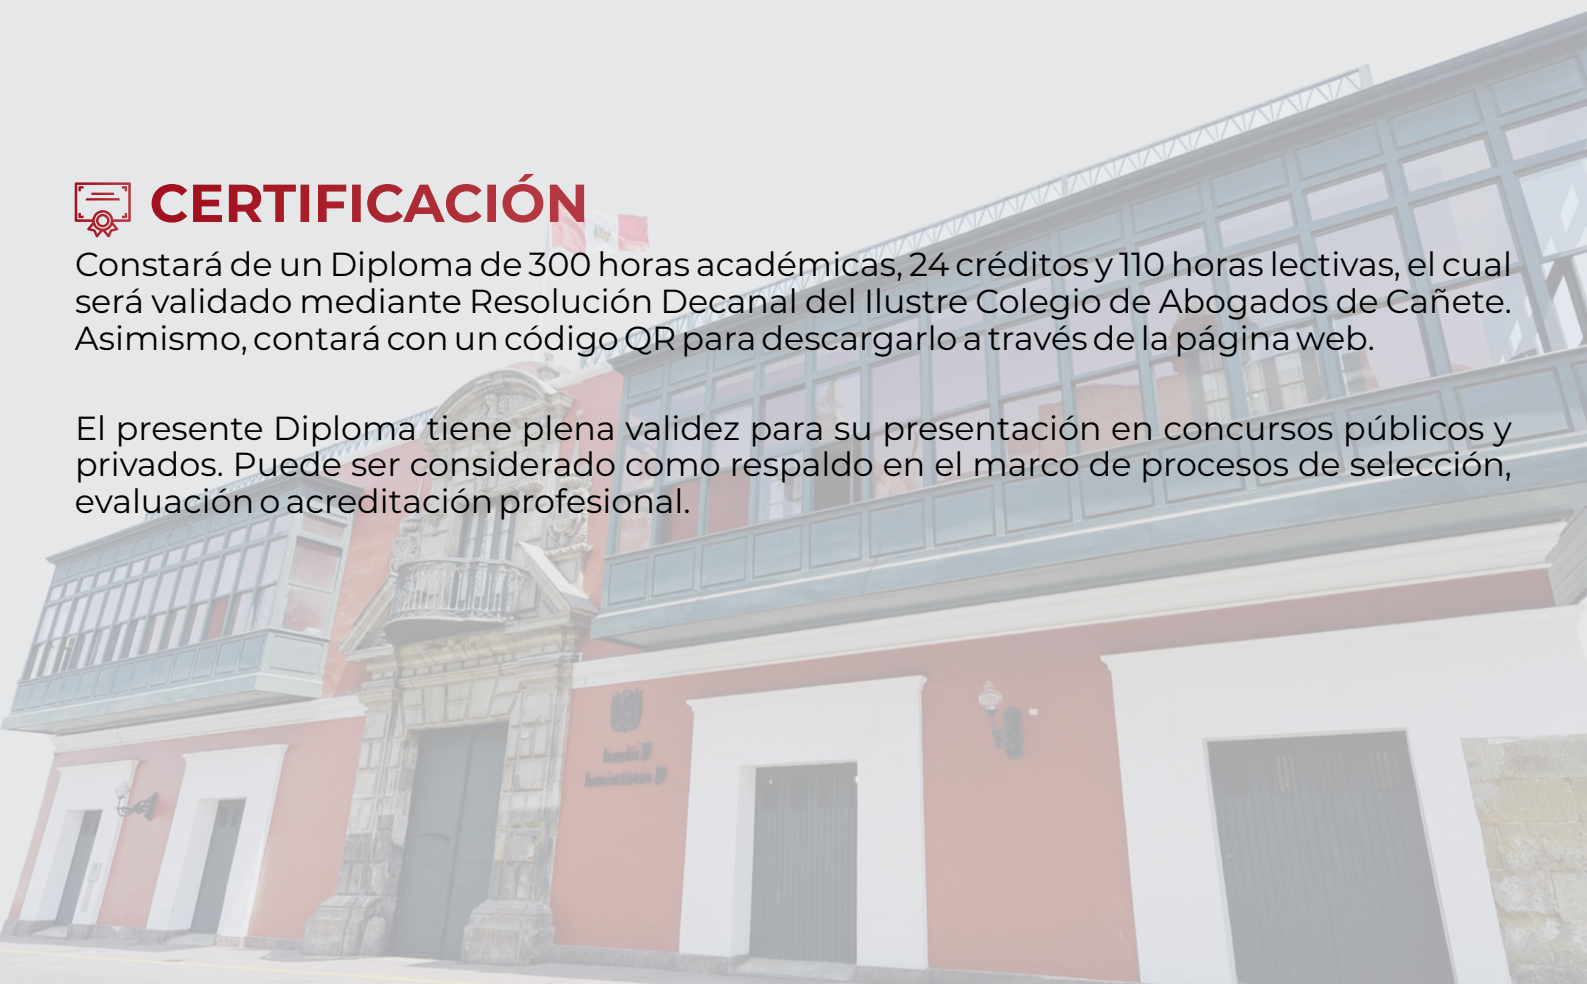 CERTIFICACIÓN
Constará de un Diploma de 300 horas académicas, 24 créditos y 110 horas lectivas, el cual
será validado mediante Resolución Decanal del Ilustre Colegio de Abogados de Cañete.
Asimismo, contará con un código QR para descargarlo a través de la página web.
El presente Diploma tiene plena validez para su presentación en concursos públicos y
privados. Puede ser considerado como respaldo en el marco de procesos de selección,
evaluación o acreditación profesional.